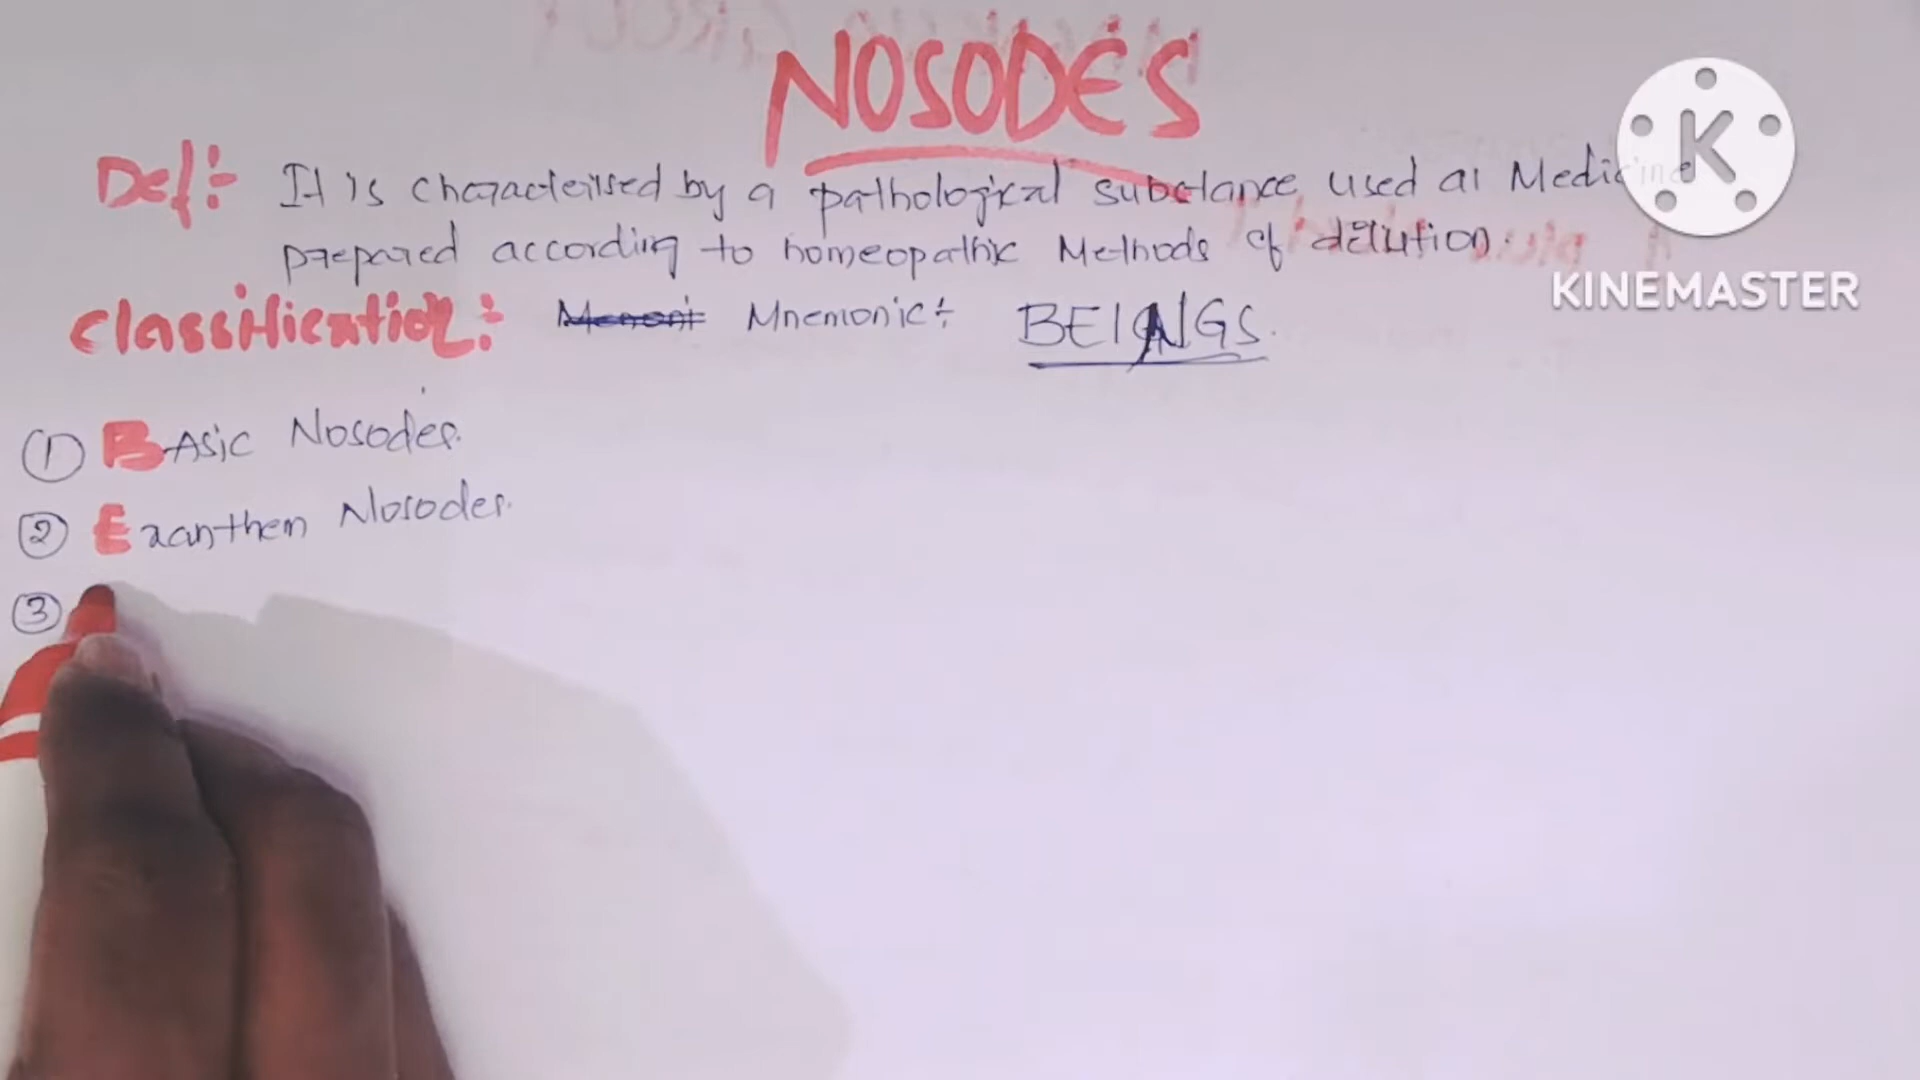 NOSODES
Def:- It is characterised by a pathological substance used as Medicine
prepared according to homeopathic Methods of dilution.
Classification:- Mnemonic:- BEINGS.
① BAsic Nosodes.
② Exanthem Nosodes.
③
K
KINEMASTER